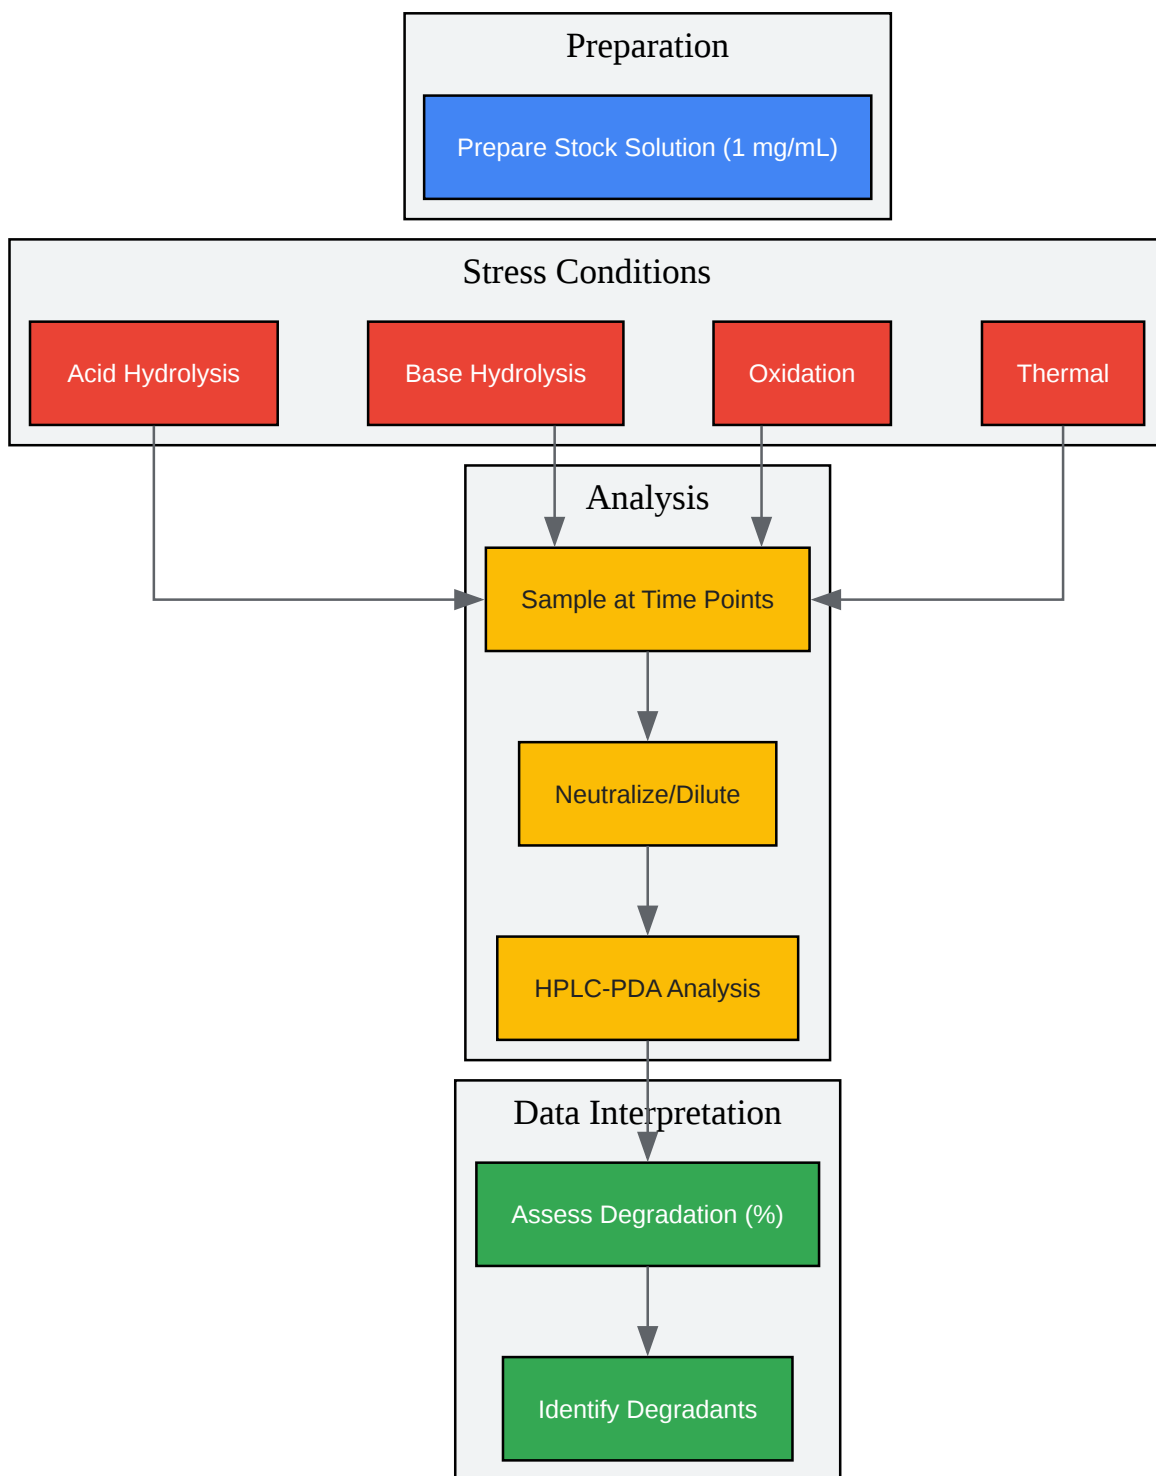 Preparation
Prepare Stock Solution (1 mg/mL)
Stress Conditions
Acid Hydrolysis
Base Hydrolysis
Oxidation
Thermal
Analysis
Sample at Time Points
Neutralize/Dilute
HPLC-PDA Analysis
Data Interpretation
Assess Degradation (%)
Identify Degradants